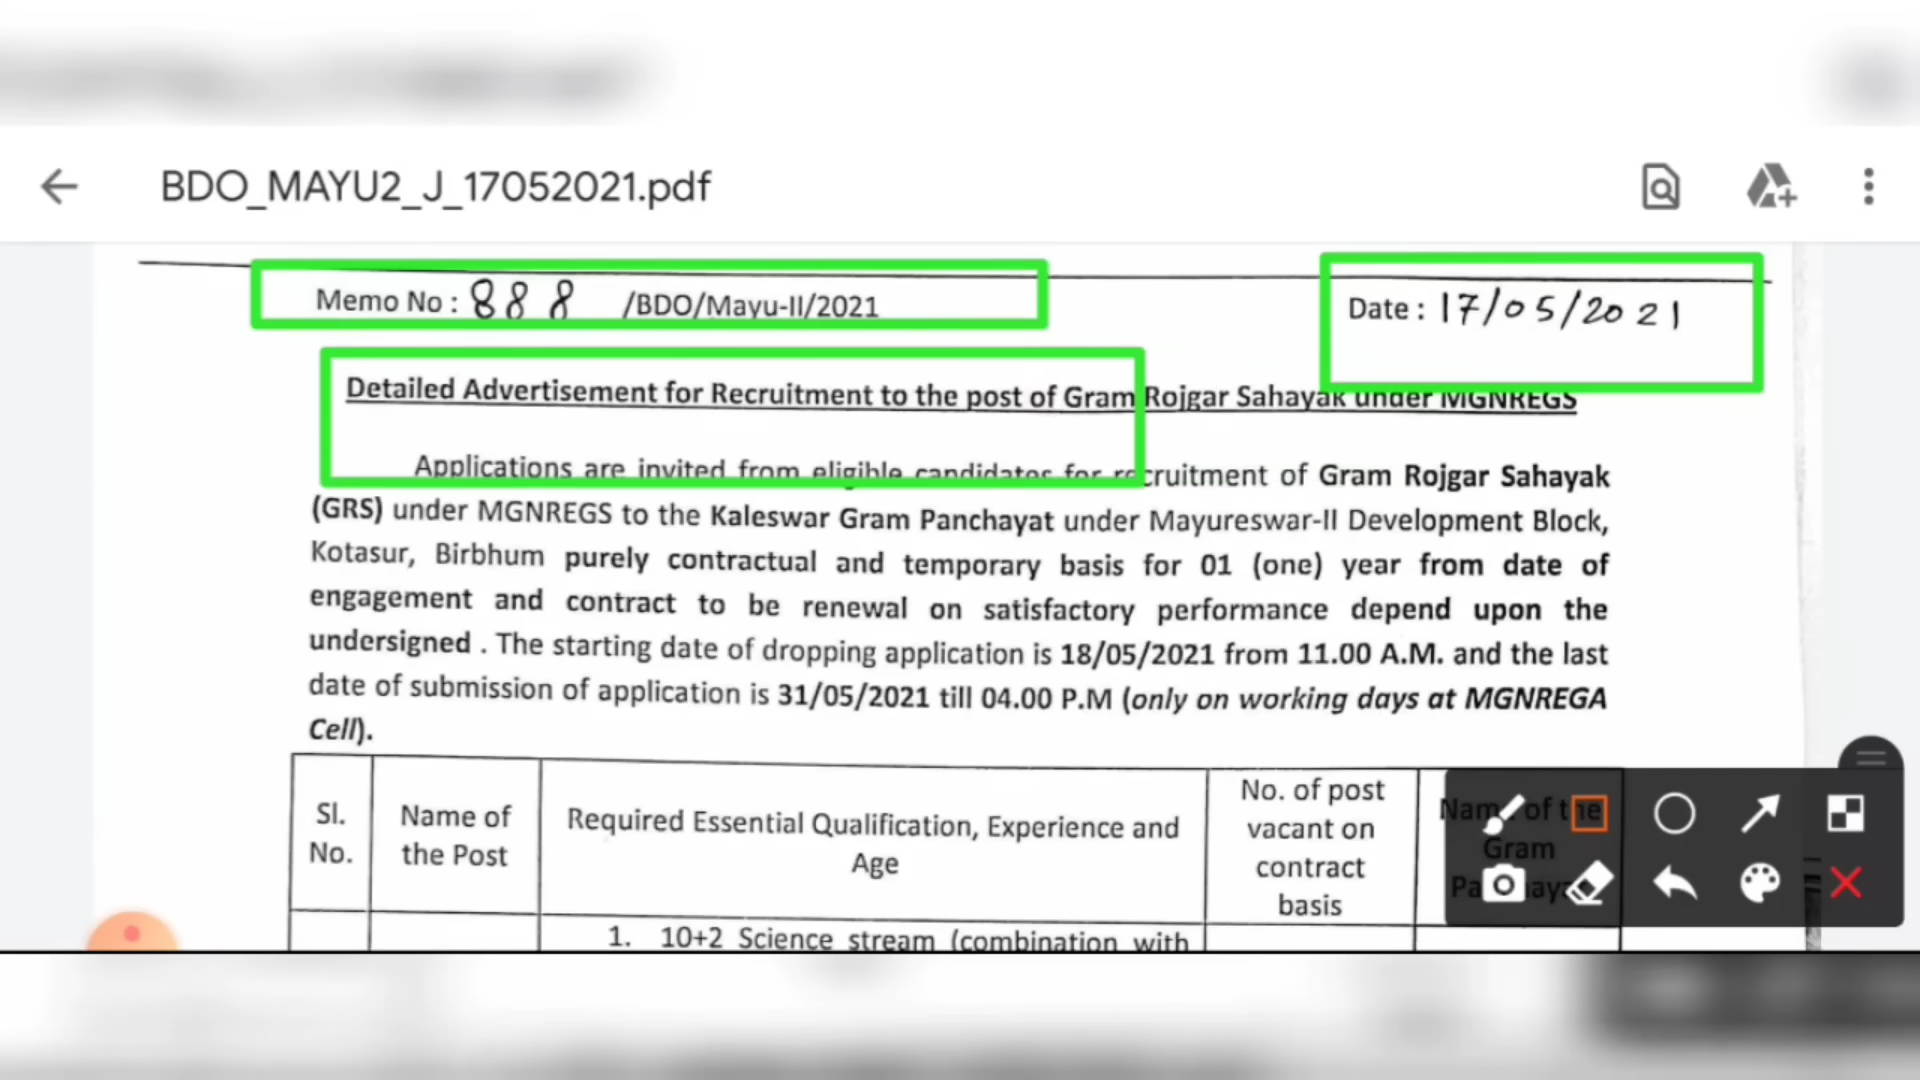 BDO_MAYU2_J_17052021.pdf
Memo No : 888 /BDO/Mayu-II/2021
Date : 17/05/2021
Detailed Advertisement for Recruitment to the post of Gram Rojgar Sahayak under MGNREGS
Applications are invited from eligible candidates for recruitment of Gram Rojgar Sahayak
(GRS) under MGNREGS to the Kaleswar Gram Panchayat under Mayureswar-II Development Block,
Kotasur, Birbhum purely contractual and temporary basis for 01 (one) year from date of
engagement and contract to be renewal on satisfactory performance depend upon the
undersigned . The starting date of dropping application is 18/05/2021 from 11.00 A.M. and the last
date of submission of application is 31/05/2021 till 04.00 P.M (only on working days at MGNREGA
Cell).
Sl.
No.
Name of
the Post
Required Essential Qualification, Experience and
Age
No. of post
vacant on
contract
basis
of the
Gram
1. 10+2 Science stream (combination with